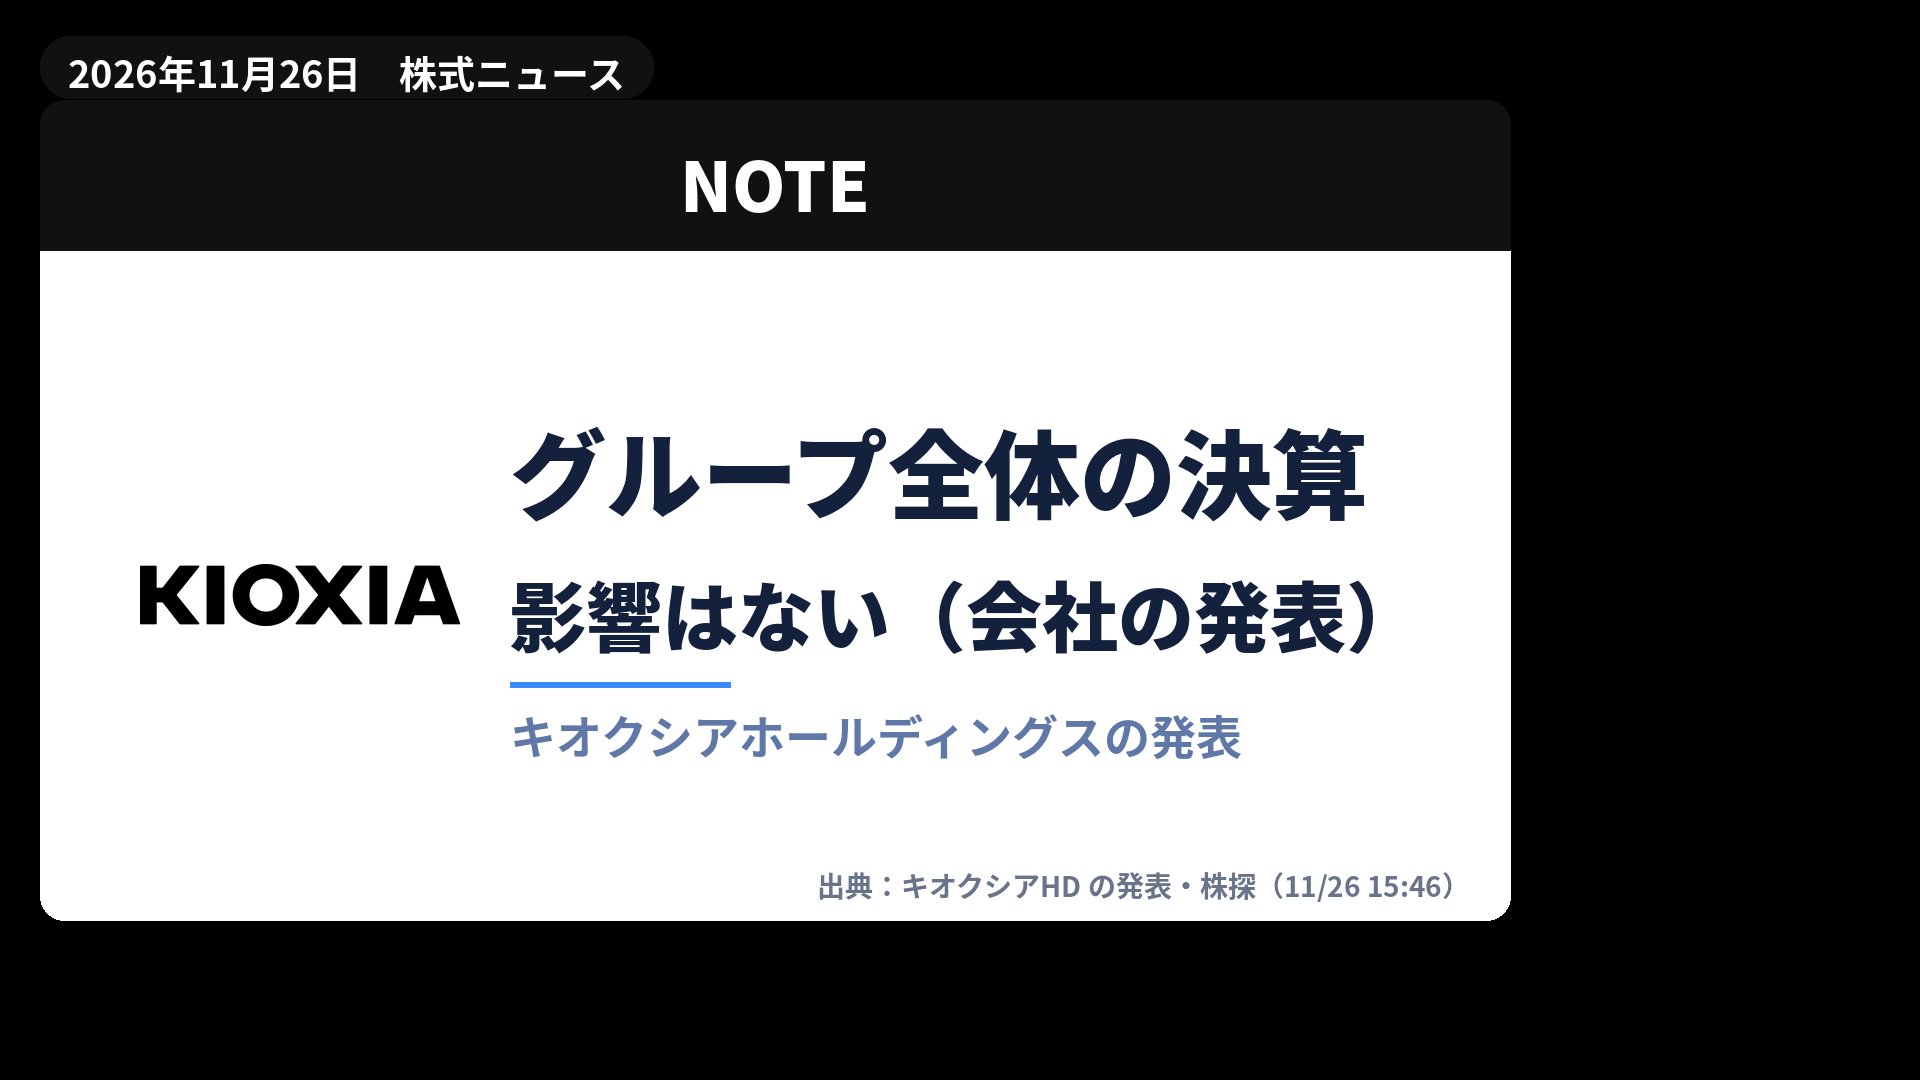 2026年11月26日　株式ニュース
NOTE
グループ全体の決算
KIOXIA
影響はない（会社の発表）
キオクシアホールディングスの発表
出典：キオクシアHD の発表・株探（11/26 15:46）